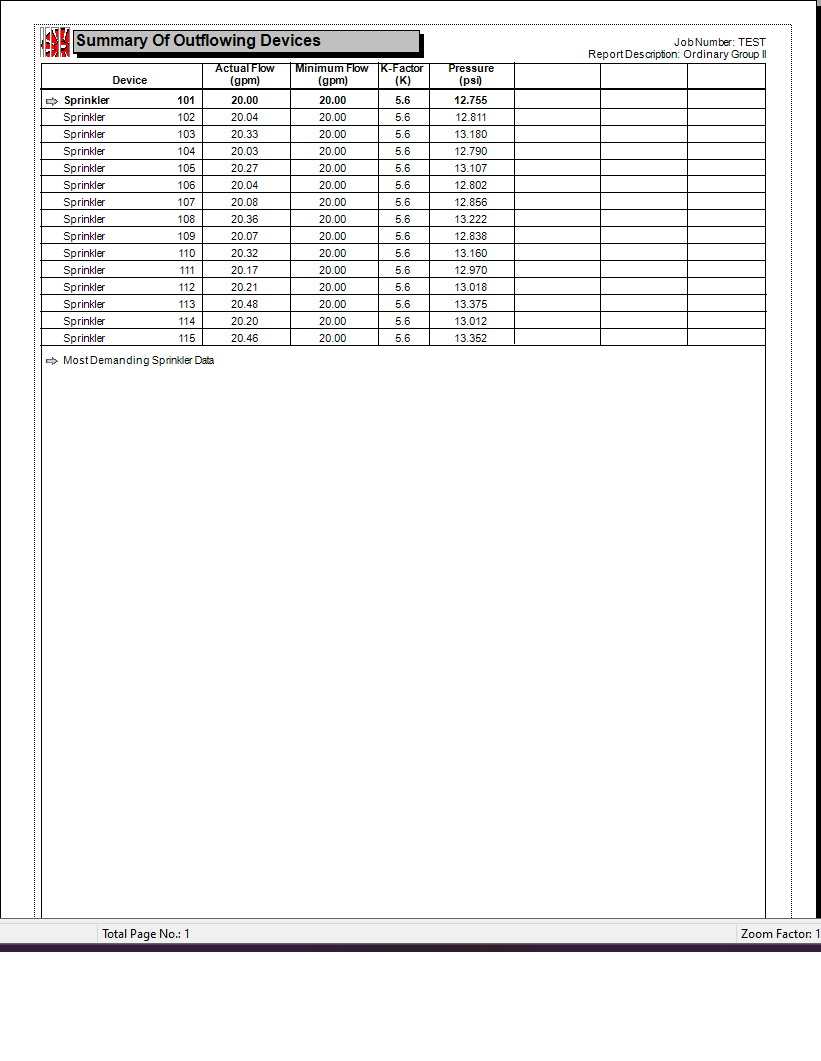 Summary Of Outflowing Devices
Job Number: TEST
Report Description: Ordinary Group II
Device Actual Flow (gpm) Minimum Flow (gpm) K-Factor (K) Pressure (psi)
Sprinkler 101 20.00 20.00 5.6 12.755
Sprinkler 102 20.04 20.00 5.6 12.811
Sprinkler 103 20.33 20.00 5.6 13.180
Sprinkler 104 20.03 20.00 5.6 12.790
Sprinkler 105 20.27 20.00 5.6 13.107
Sprinkler 106 20.04 20.00 5.6 12.802
Sprinkler 107 20.08 20.00 5.6 12.856
Sprinkler 108 20.36 20.00 5.6 13.222
Sprinkler 109 20.07 20.00 5.6 12.838
Sprinkler 110 20.32 20.00 5.6 13.160
Sprinkler 111 20.17 20.00 5.6 12.970
Sprinkler 112 20.21 20.00 5.6 13.018
Sprinkler 113 20.48 20.00 5.6 13.375
Sprinkler 114 20.20 20.00 5.6 13.012
Sprinkler 115 20.46 20.00 5.6 13.352
Most Demanding Sprinkler Data
Total Page No.: 1
Zoom Factor: 1